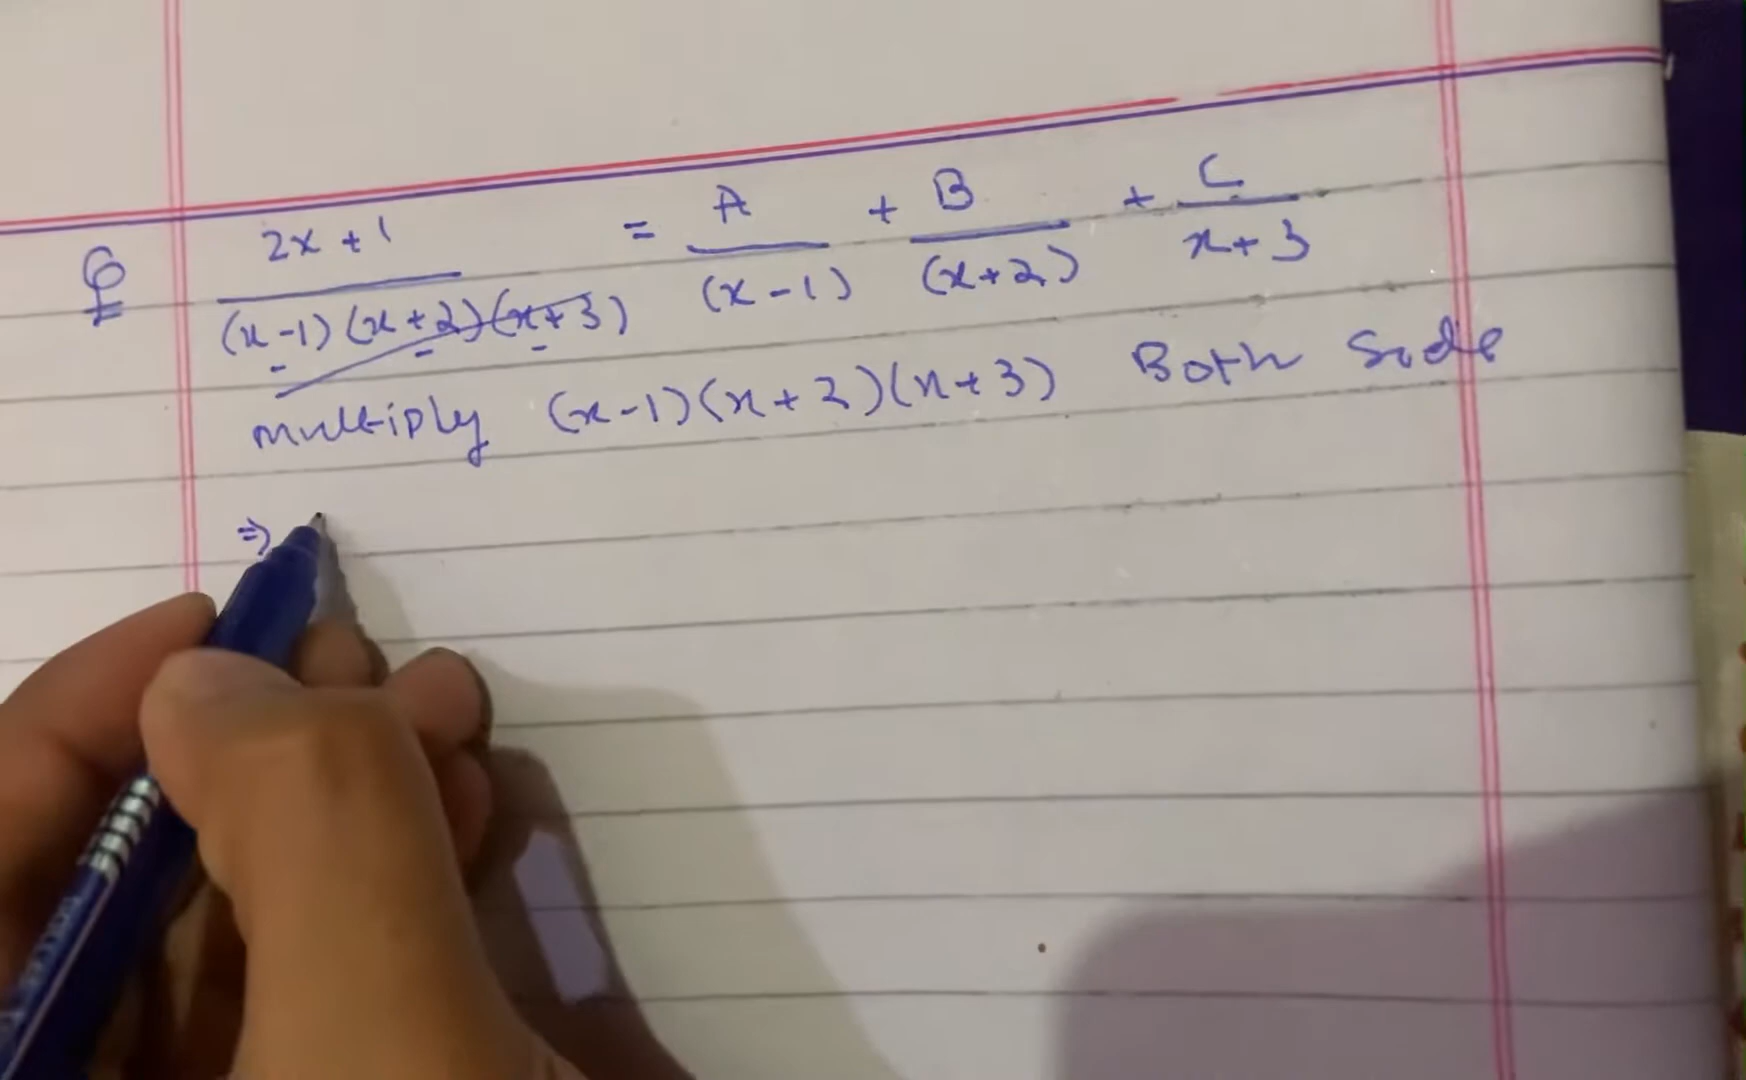 Q 2x + 1 / (x - 1)(x + 2)(x + 3) = A / (x - 1) + B / (x + 2) + C / x + 3
multiply (x - 1)(x + 2)(x + 3) Both Side
⇒